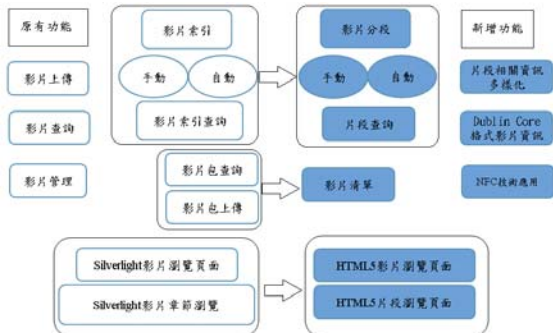 原有功能
影片上傳
影片查詢
影片管理
影片索引
手動
自動
影片索引查詢
影片分段
手動
自動
片段查詢
新增功能
片段相關資訊
多樣化
Dublin Core
格式影片資訊
NFC技術應用
影片包查詢
影片包上傳
影片清單
Silverlight影片瀏覽頁面
Silverlight影片章節瀏覽
HTML5影片瀏覽頁面
HTML5片段瀏覽頁面